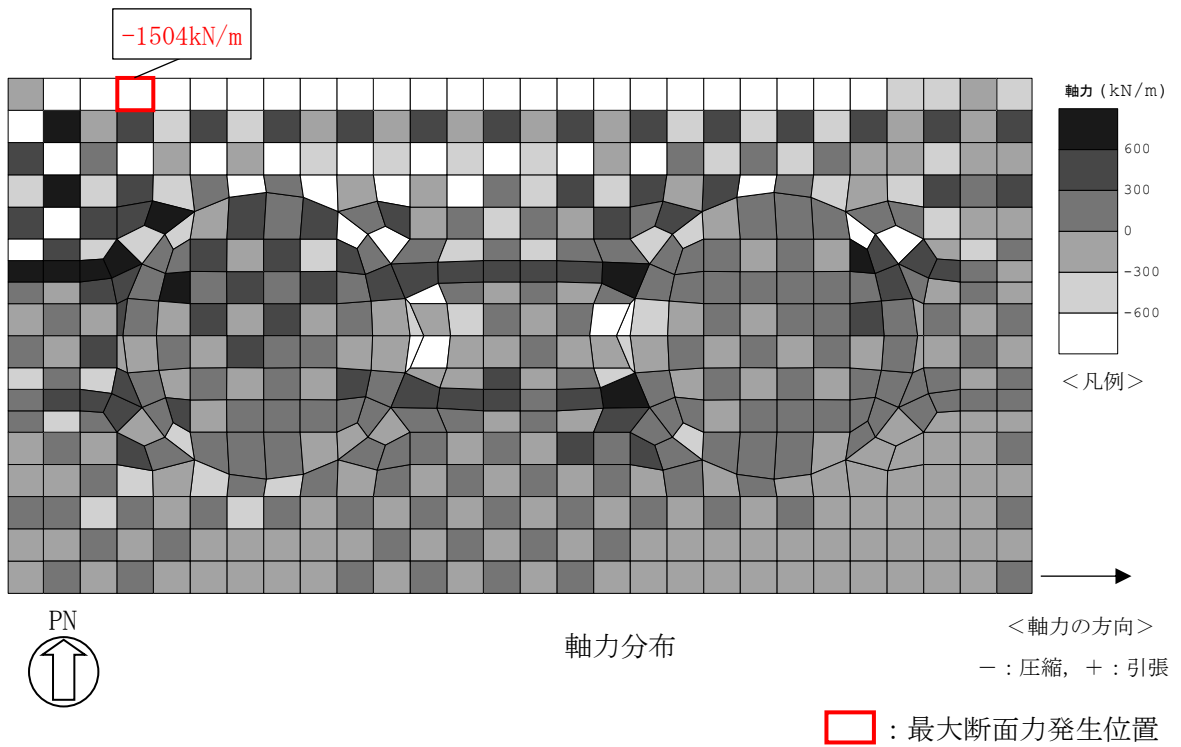 -1504kN/m
軸力 (kN/m)
600
300
0
-300
-600
＜凡例＞
PN
軸力分布
＜軸力の方向＞
－：圧縮，＋：引張
：最大断面力発生位置